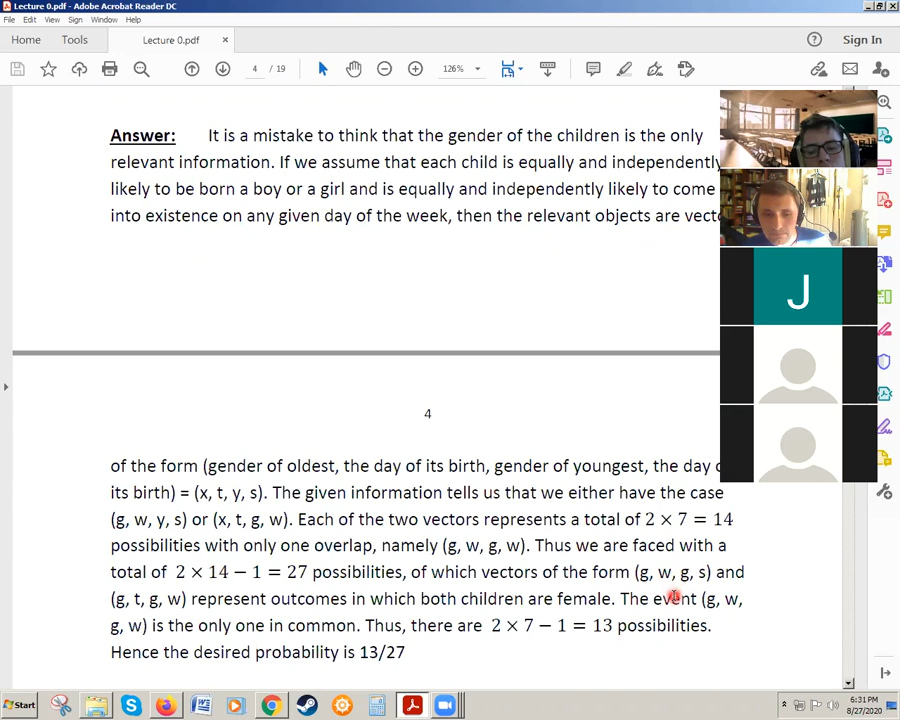 Lecture 0.pdf - Adobe Acrobat Reader DC
File Edit View Sign Window Help
Home Tools Lecture 0.pdf × Sign In
4 / 19 126%
Answer: It is a mistake to think that the gender of the children is the only
relevant information. If we assume that each child is equally and independently
likely to be born a boy or a girl and is equally and independently likely to come
into existence on any given day of the week, then the relevant objects are
J
4
of the form (gender of oldest, the day of its birth, gender of youngest, the day
its birth) = (x, t, y, s). The given information tells us that we either have the case
(g, w, y, s) or (x, t, g, w). Each of the two vectors represents a total of 2 × 7 = 14
possibilities with only one overlap, namely (g, w, g, w). Thus we are faced with a
total of 2 × 14 − 1 = 27 possibilities, of which vectors of the form (g, w, g, s) and
(g, t, g, w) represent outcomes in which both children are female. The event (g, w,
g, w) is the only one in common. Thus, there are 2 × 7 − 1 = 13 possibilities.
Hence the desired probability is 13/27
Start 6:31 PM
8/27/2020